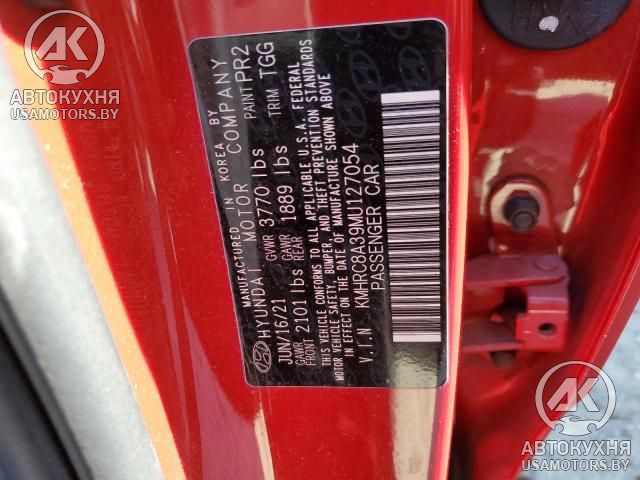 MANUFACTURED IN KOREA BY
HYUNDAI MOTOR COMPANY
JUN/16/21 GVWR 3770 lbs PAINT PR2
GAWR FRONT 2101 lbs GAWR REAR 1889 lbs TRIM TGG
THIS VEHICLE CONFORMS TO ALL APPLICABLE U.S.A. FEDERAL
MOTOR VEHICLE SAFETY, BUMPER, AND THEFT PREVENTION STANDARDS
IN EFFECT ON THE DATE OF MANUFACTURE SHOWN ABOVE
V.I.N KMHRC8A39MU127054
PASSENGER CAR
АК
АВТОКУХНЯ
USAMOTORS.BY
АК
АВТОКУХНЯ
USAMOTORS.BY